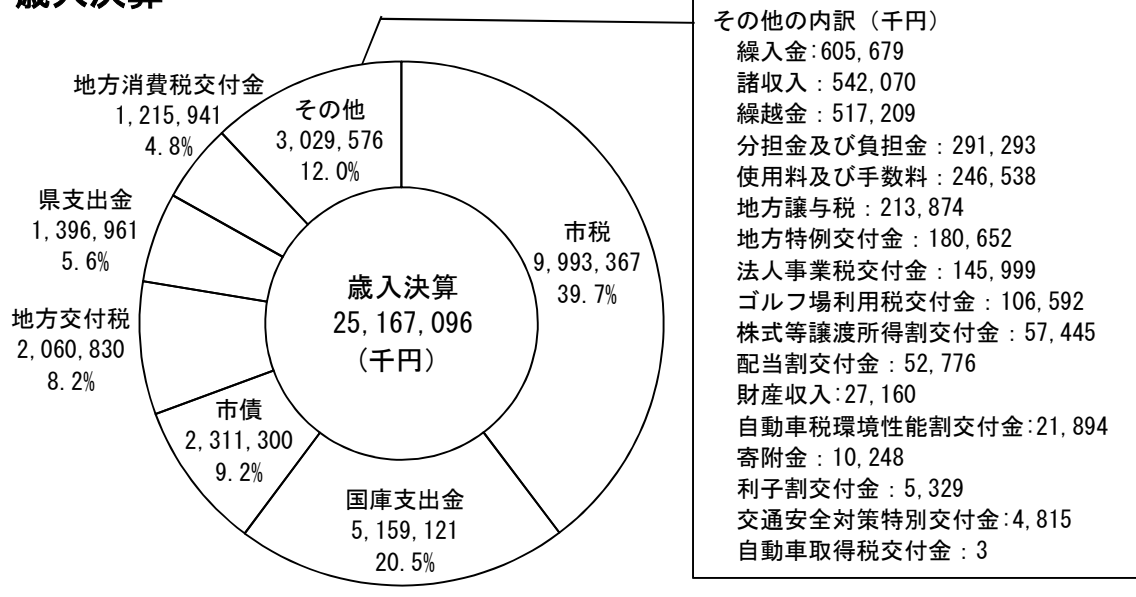 歳入決算
その他
3,029,576
12.0%
市税
9,993,367
39.7%
国庫支出金
5,159,121
20.5%
市債
2,311,300
9.2%
地方交付税
2,060,830
8.2%
県支出金
1,396,961
5.6%
地方消費税交付金
1,215,941
4.8%
歳入決算
25,167,096
(千円)
その他の内訳(千円)
繰入金:605,679
諸収入:542,070
繰越金:517,209
分担金及び負担金:291,293
使用料及び手数料:246,538
地方譲与税:213,874
地方特例交付金:180,652
法人事業税交付金:145,999
ゴルフ場利用税交付金:106,592
株式等譲渡所得割交付金:57,445
配当割交付金:52,776
財産収入:27,160
自動車税環境性能割交付金:21,894
寄附金:10,248
利子割交付金:5,329
交通安全対策特別交付金:4,815
自動車取得税交付金:3